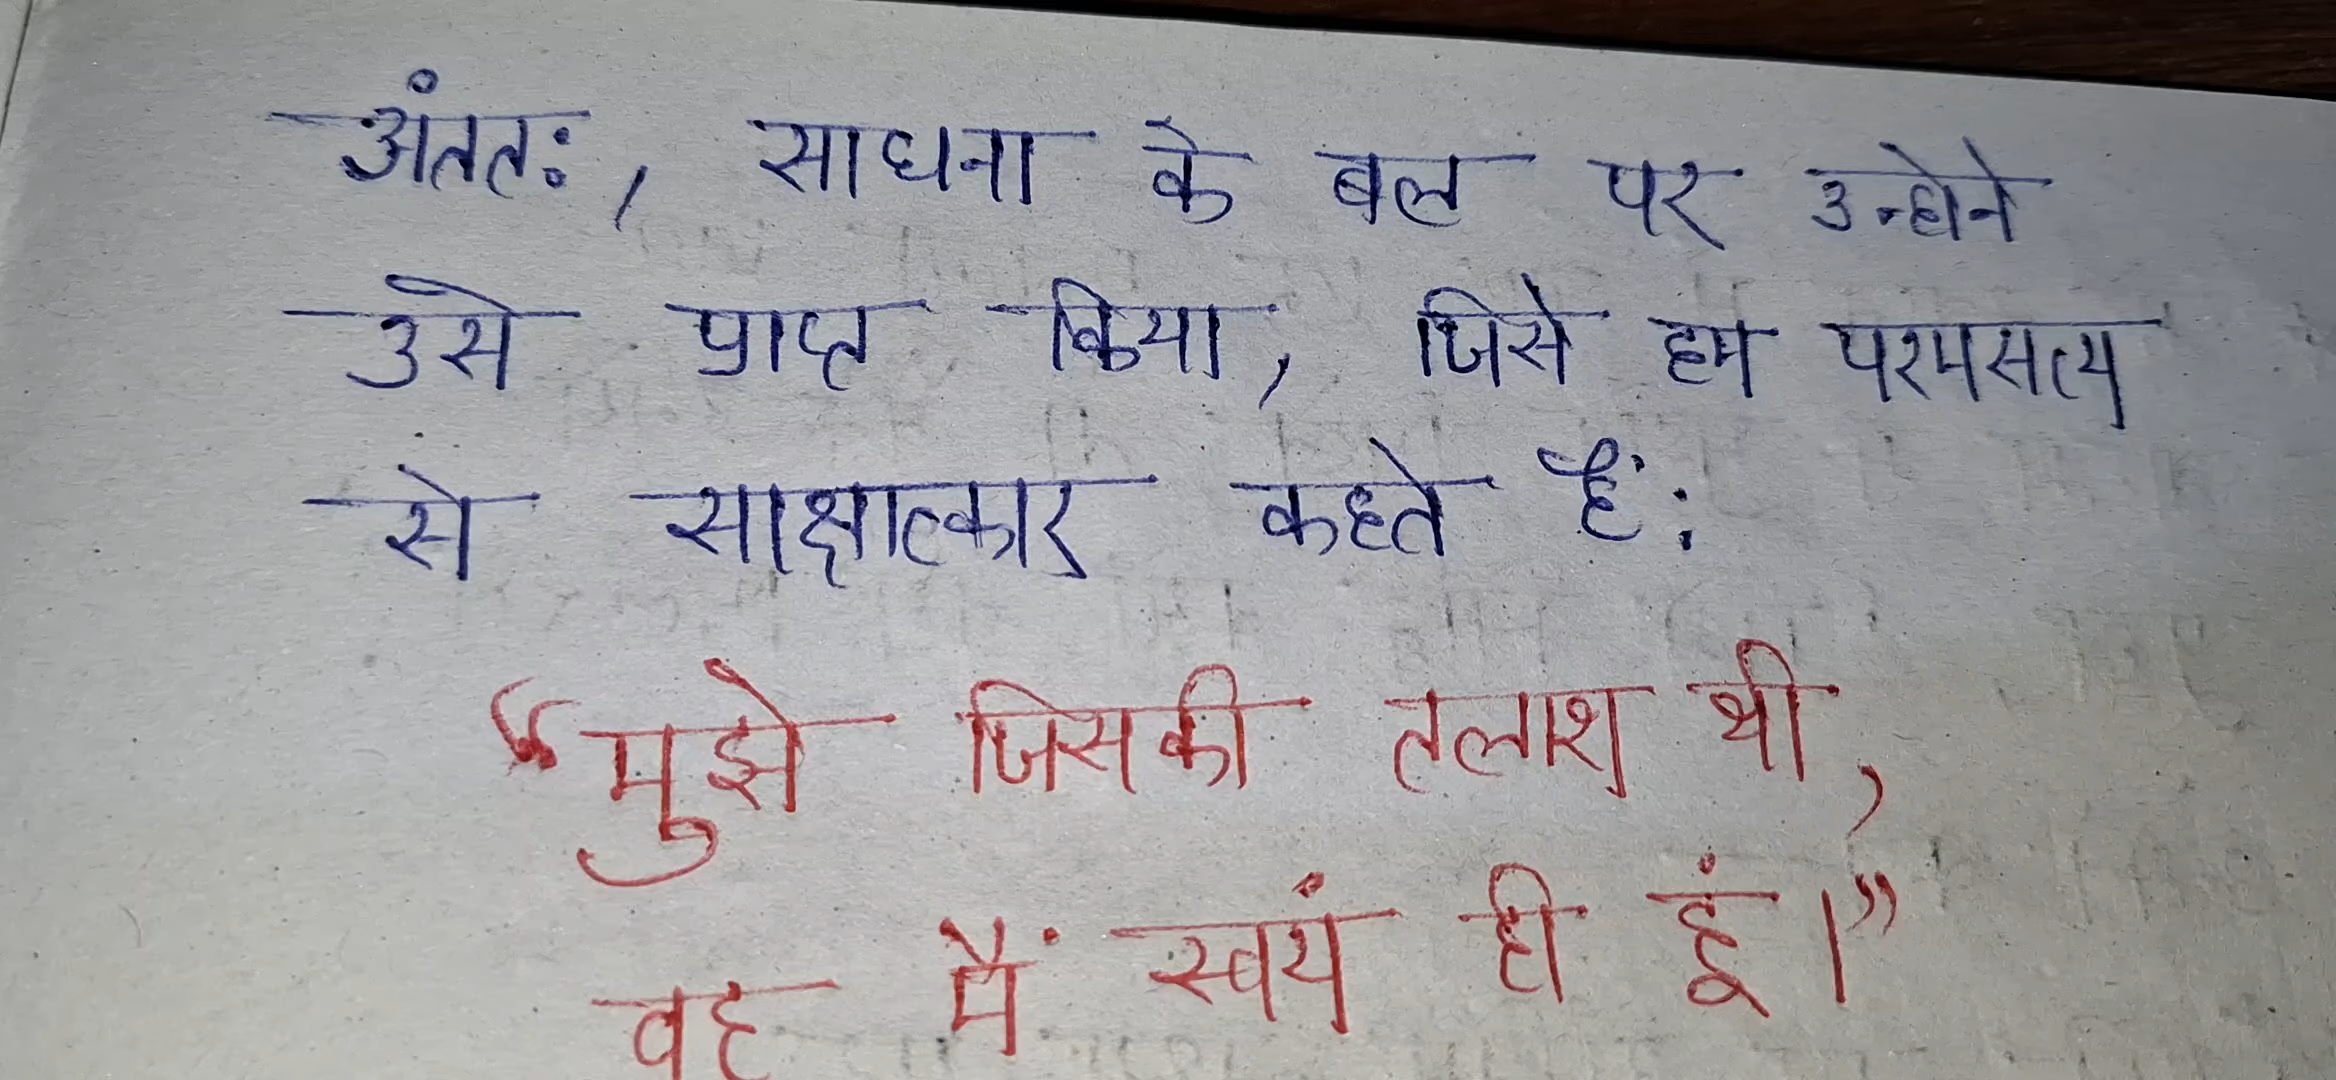 अंततः, साधना के बल पर उन्होने
उसे प्राप्त किया, जिसे हम परमसत्य
से साक्षात्कार कहते हैं:
“मुझे जिसकी तलाश थी,
वह मैं स्वयं ही हूं।”